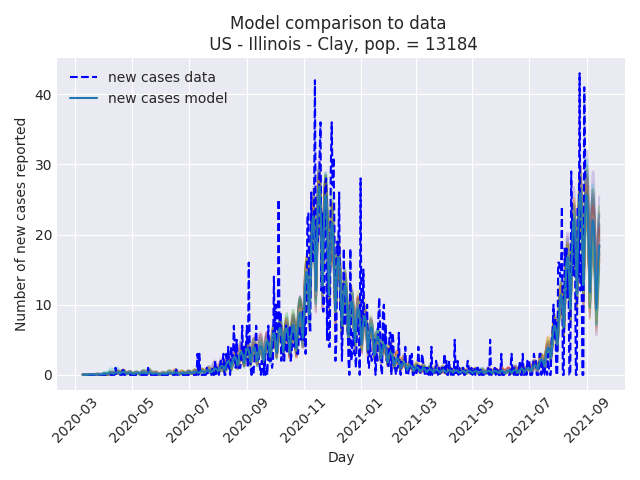 Model comparison to data
US - Illinois - Clay, pop. = 13184
new cases data
new cases model
Number of new cases reported
40
30
20
10
0
2020-03
2020-05
2020-07
2020-09
2020-11
2021-01
2021-03
2021-05
2021-07
2021-09
Day